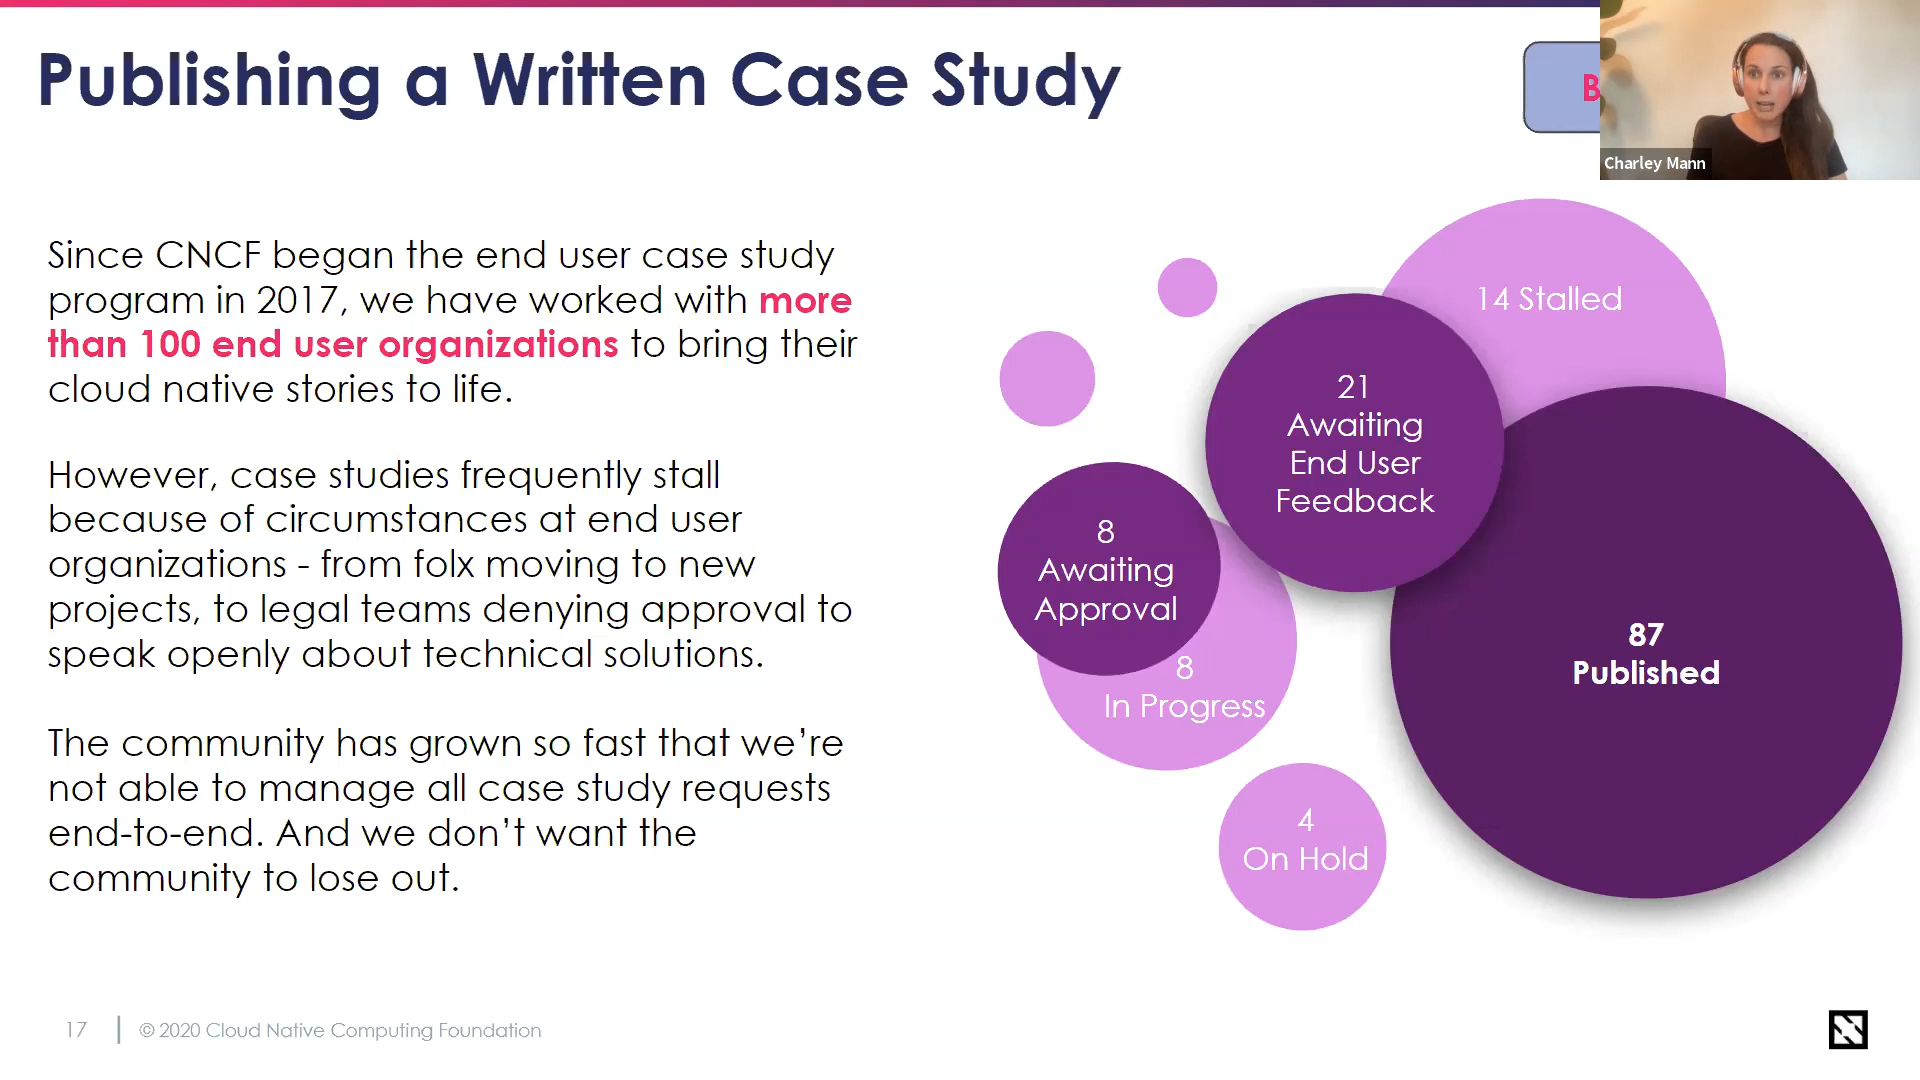 Publishing a Written Case Study
B
Charley Mann
Since CNCF began the end user case study
program in 2017, we have worked with more
than 100 end user organizations to bring their
cloud native stories to life.
However, case studies frequently stall
because of circumstances at end user
organizations - from folx moving to new
projects, to legal teams denying approval to
speak openly about technical solutions.
The community has grown so fast that we’re
not able to manage all case study requests
end-to-end. And we don’t want the
community to lose out.
14 Stalled
21
Awaiting
End User
Feedback
8
Awaiting
Approval
8
In Progress
87
Published
4
On Hold
17
© 2020 Cloud Native Computing Foundation